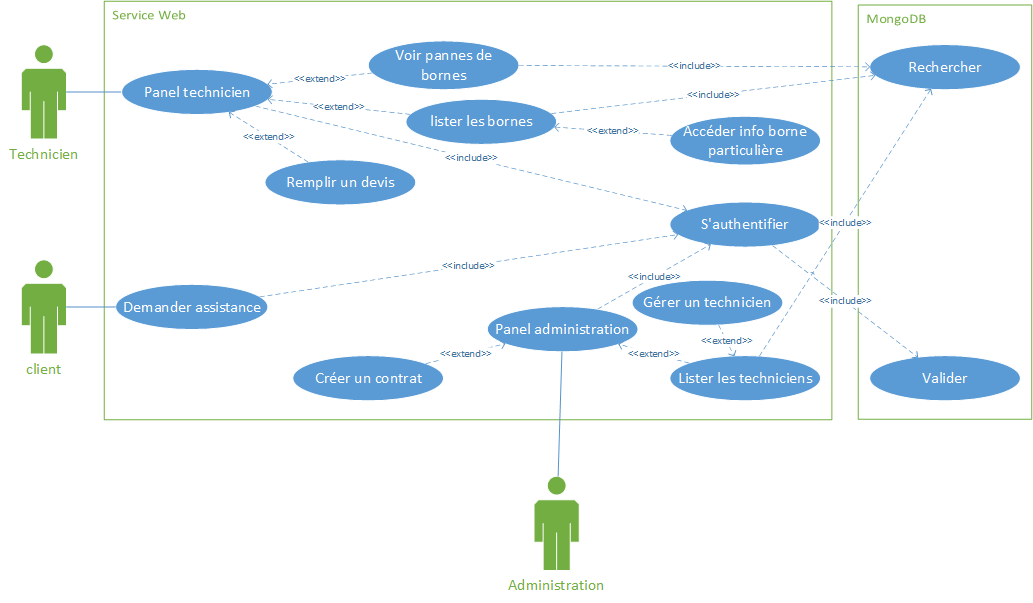 Service Web
MongoDB
Voir pannes de
bornes
<<include>>
Rechercher
<<extend>>
Panel technicien
<<include>>
<<extend>>
lister les bornes
<<extend>>
Accéder info borne
particulière
<<extend>>
Technicien
<<include>>
Remplir un devis
S'authentifier
<<include>>
<<include>>
<<include>>
Gérer un technicien
<<include>>
Demander assistance
Panel administration
<<extend>>
<<extend>>
<<extend>>
client
Créer un contrat
Lister les techniciens
Valider
Administration